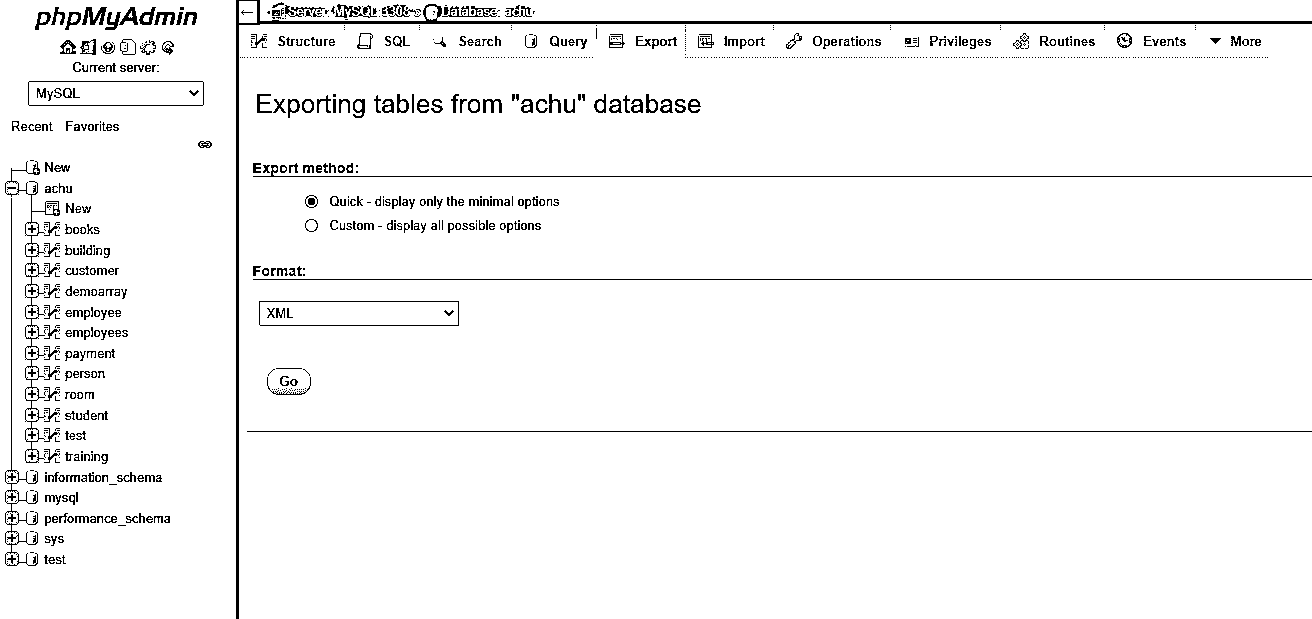 phpMyAdmin
Current server:
MySQL
Recent Favorites
New
achu
New
books
building
customer
demoarray
employee
employees
payment
person
room
student
test
training
information_schema
mysql
performance_schema
sys
test
Server: MySQL:3308 Database: achu
Structure SQL Search Query Export Import Operations Privileges Routines Events More
Exporting tables from "achu" database
Export method:
Quick - display only the minimal options
Custom - display all possible options
Format:
XML
Go